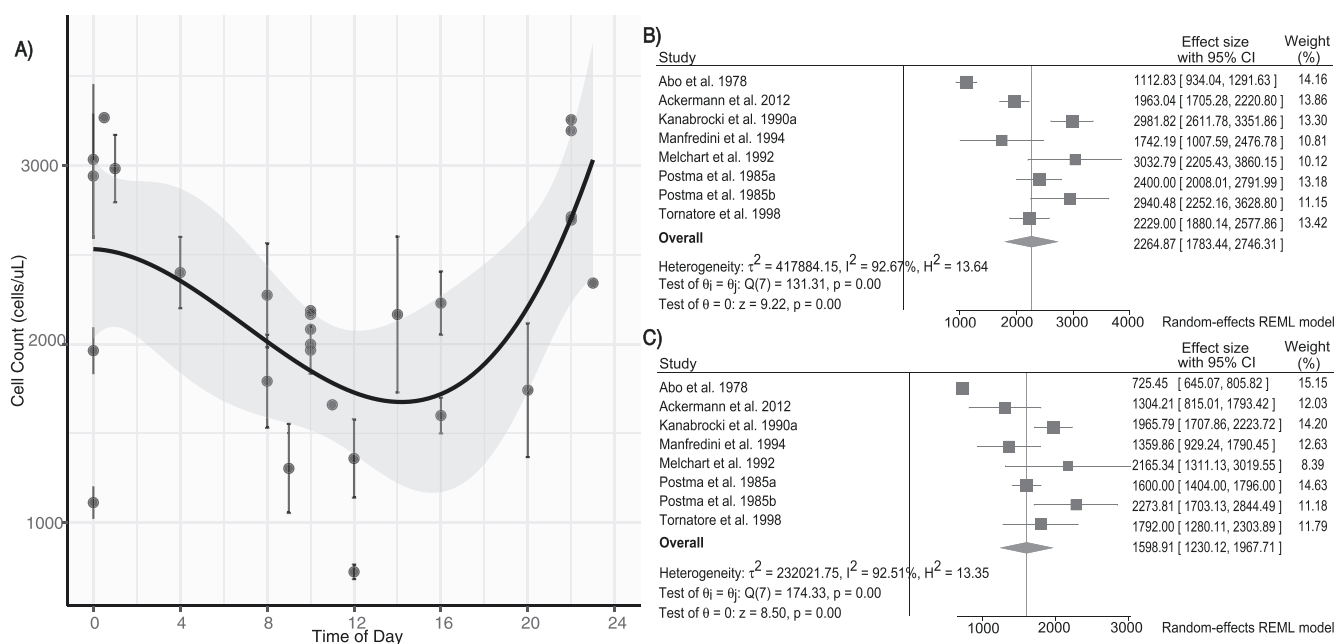 A)
3000
2000
1000
Cell Count (cells/uL)
0 4 8 12 16 20 24
Time of Day
B)
Effect size Weight
Study with 95% CI (%)
Abo et al. 1978 1112.83 [ 934.04, 1291.63] 14.16
Ackermann et al. 2012 1963.04 [ 1705.28, 2220.80] 13.86
Kanabrocki et al. 1990a 2981.82 [ 2611.78, 3351.86] 13.30
Manfredini et al. 1994 1742.19 [ 1007.59, 2476.78] 10.81
Melchart et al. 1992 3032.79 [ 2205.43, 3860.15] 10.12
Postma et al. 1985a 2400.00 [ 2008.01, 2791.99] 13.18
Postma et al. 1985b 2940.48 [ 2252.16, 3628.80] 11.15
Tornatore et al. 1998 2229.00 [ 1880.14, 2577.86] 13.42
Overall 2264.87 [ 1783.44, 2746.31]
Heterogeneity: τ2 = 417884.15, I2 = 92.67%, H2 = 13.64
Test of θi = θj: Q(7) = 131.31, p = 0.00
Test of θ = 0: z = 9.22, p = 0.00
1000 2000 3000 4000 Random-effects REML model
C)
Effect size Weight
Study with 95% CI (%)
Abo et al. 1978 725.45 [ 645.07, 805.82] 15.15
Ackermann et al. 2012 1304.21 [ 815.01, 1793.42] 12.03
Kanabrocki et al. 1990a 1965.79 [ 1707.86, 2223.72] 14.20
Manfredini et al. 1994 1359.86 [ 929.24, 1790.45] 12.63
Melchart et al. 1992 2165.34 [ 1311.13, 3019.55] 8.39
Postma et al. 1985a 1600.00 [ 1404.00, 1796.00] 14.63
Postma et al. 1985b 2273.81 [ 1703.13, 2844.49] 11.18
Tornatore et al. 1998 1792.00 [ 1280.11, 2303.89] 11.79
Overall 1598.91 [ 1230.12, 1967.71]
Heterogeneity: τ2 = 232021.75, I2 = 92.51%, H2 = 13.35
Test of θi = θj: Q(7) = 174.33, p = 0.00
Test of θ = 0: z = 8.50, p = 0.00
1000 2000 3000 Random-effects REML model